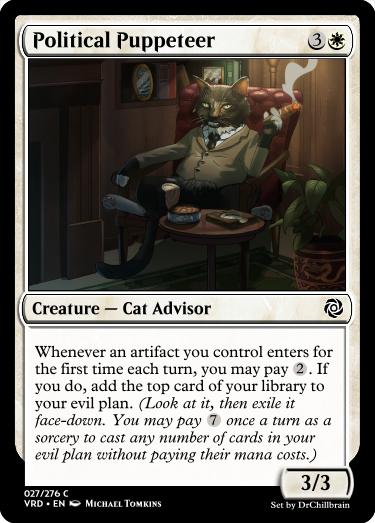 Political Puppeteer 3
Creature — Cat Advisor
Whenever an artifact you control enters for
the first time each turn, you may pay 2. If
you do, add the top card of your library to
your evil plan. (Look at it, then exile it
face-down. You may pay 7 once a turn as a
sorcery to cast any number of cards in your
evil plan without paying their mana costs.)
3/3
027/276 C
VRD • EN Michael Tomkins
Set by DrChillbrain